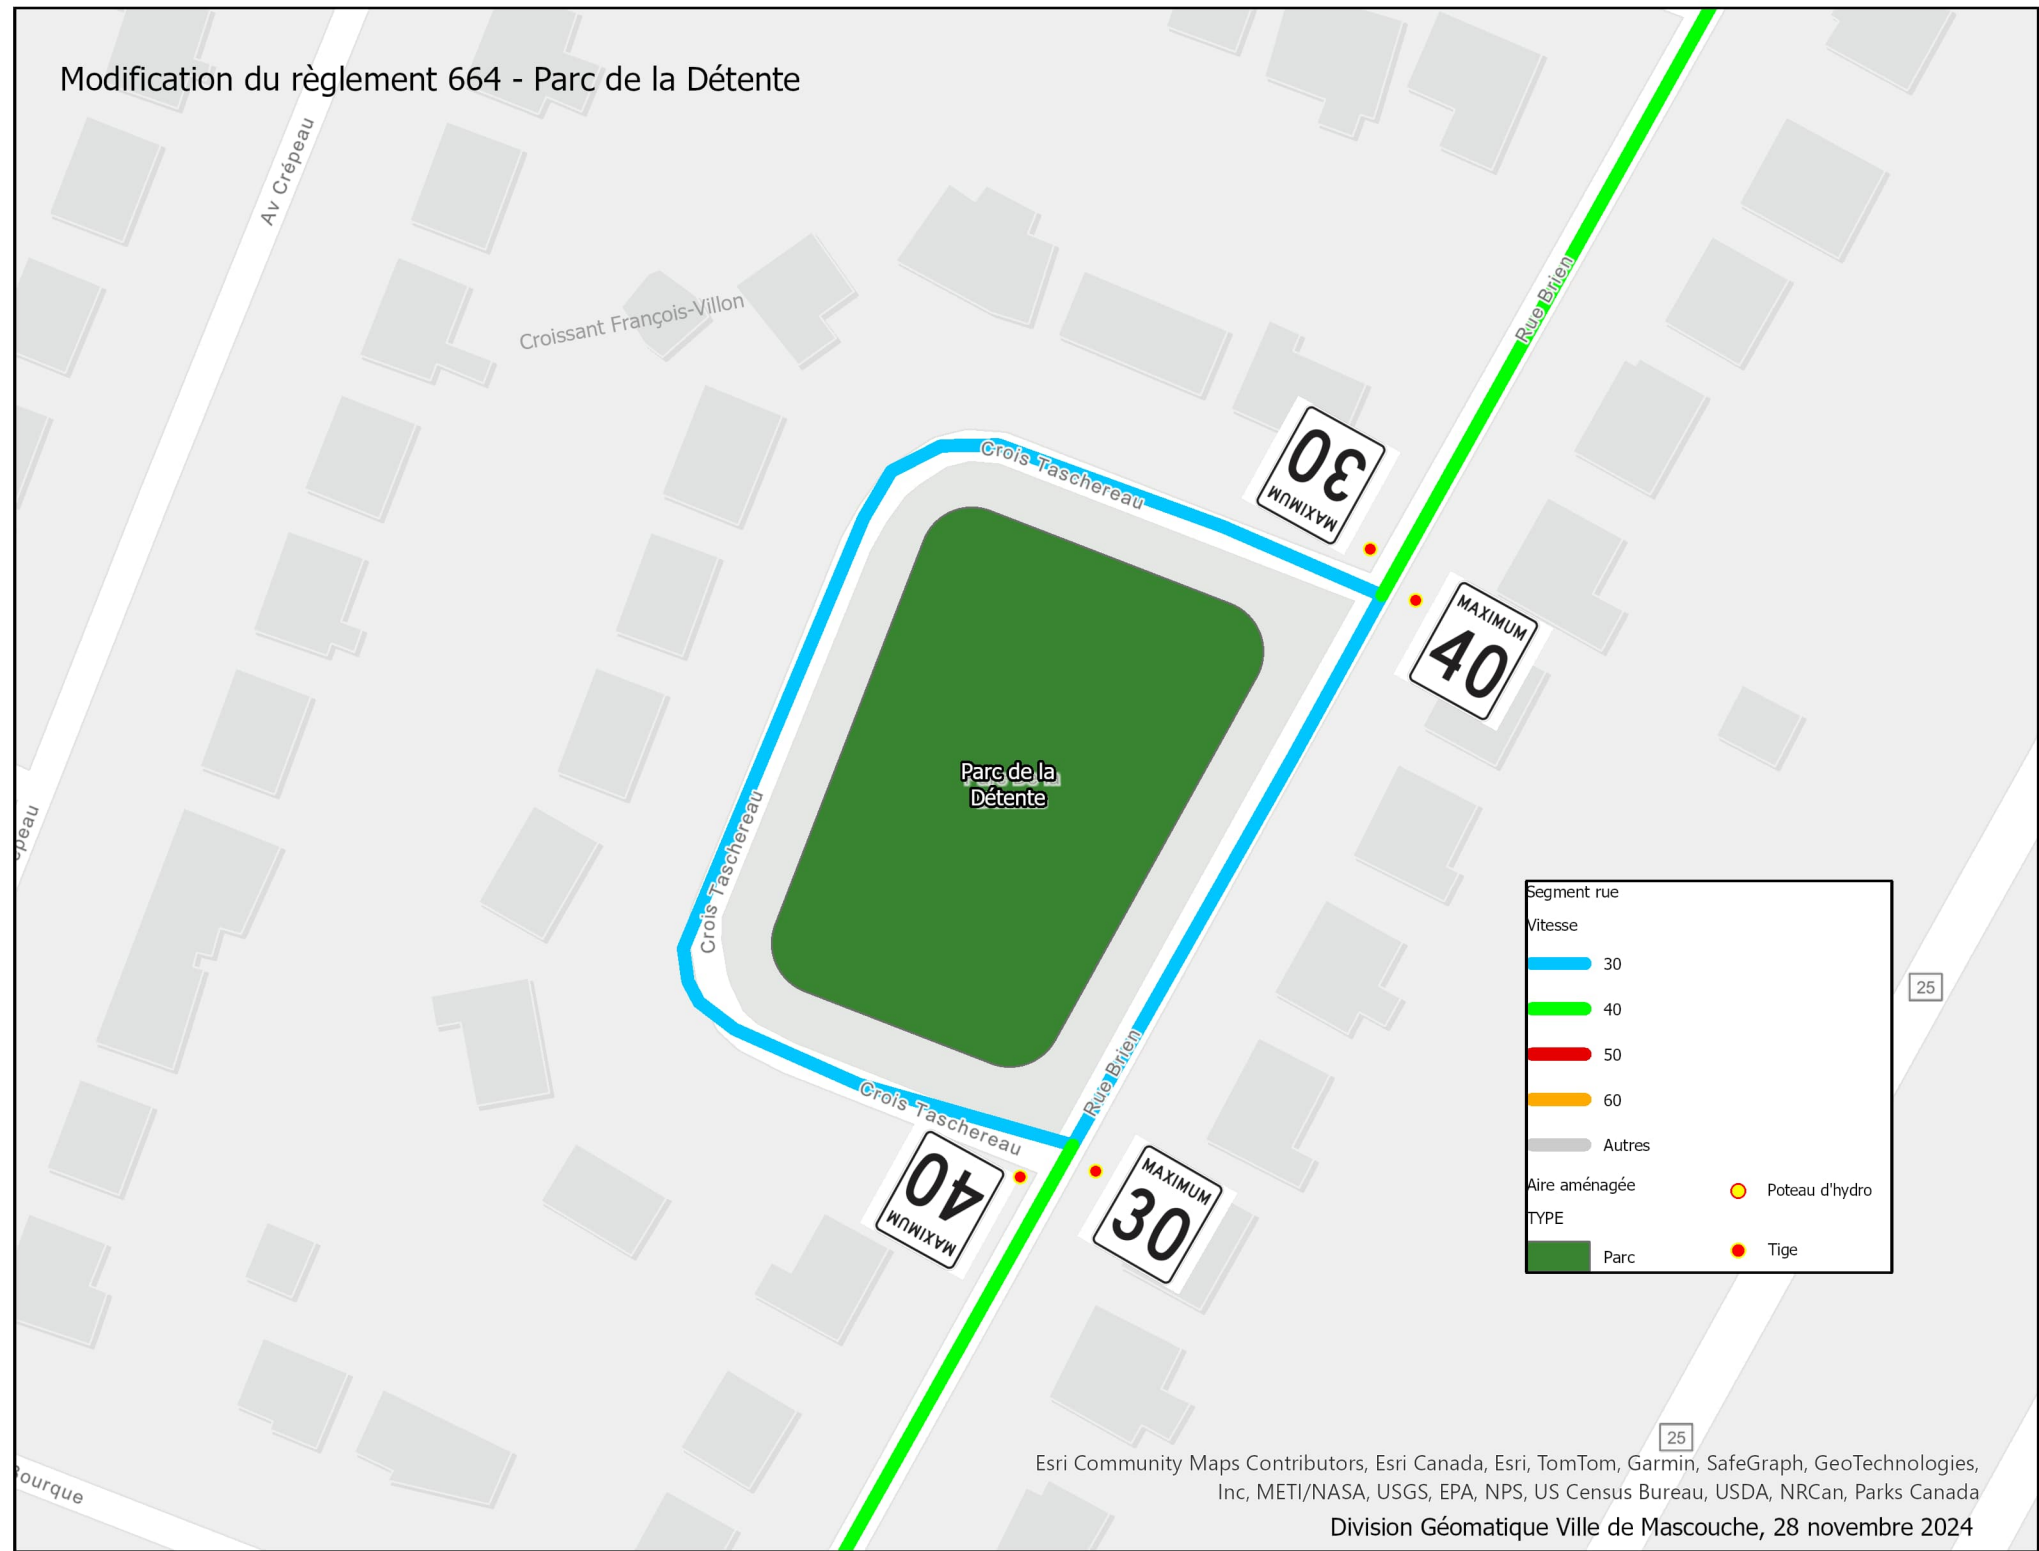 Modification du règlement 664 - Parc de la Détente
Av Crépeau
Croissant François-Villon
Rue Brien
Crois Taschereau
30
MAXIMUM
MAXIMUM
40
Parc de la
Détente
Crois Taschereau
épeau
Rue Brien
Crois Taschereau
40
MAXIMUM
MAXIMUM
30
Segment rue
Vitesse
30
40
50
60
Autres
Aire aménagée
TYPE
Parc
Poteau d'hydro
Tige
25
25
Bourque
Esri Community Maps Contributors, Esri Canada, Esri, TomTom, Garmin, SafeGraph, GeoTechnologies,
Inc, METI/NASA, USGS, EPA, NPS, US Census Bureau, USDA, NRCan, Parks Canada
Division Géomatique Ville de Mascouche, 28 novembre 2024